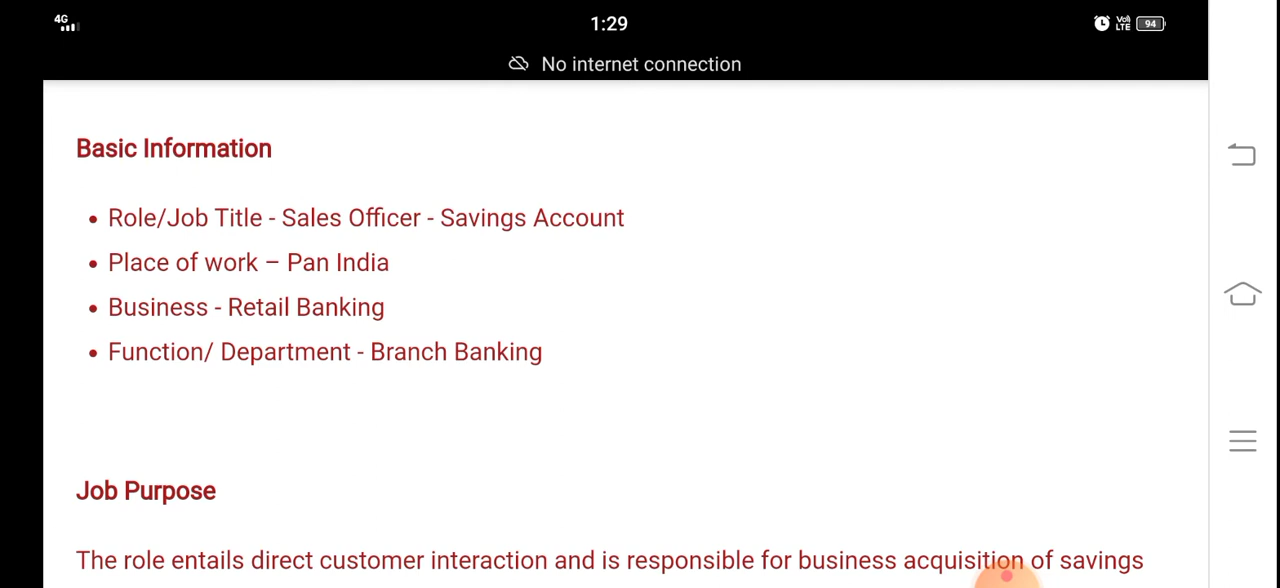 4G
1:29
Vol) LTE
94
No internet connection
Basic Information
• Role/Job Title - Sales Officer - Savings Account
• Place of work – Pan India
• Business - Retail Banking
• Function/ Department - Branch Banking
Job Purpose
The role entails direct customer interaction and is responsible for business acquisition of savings